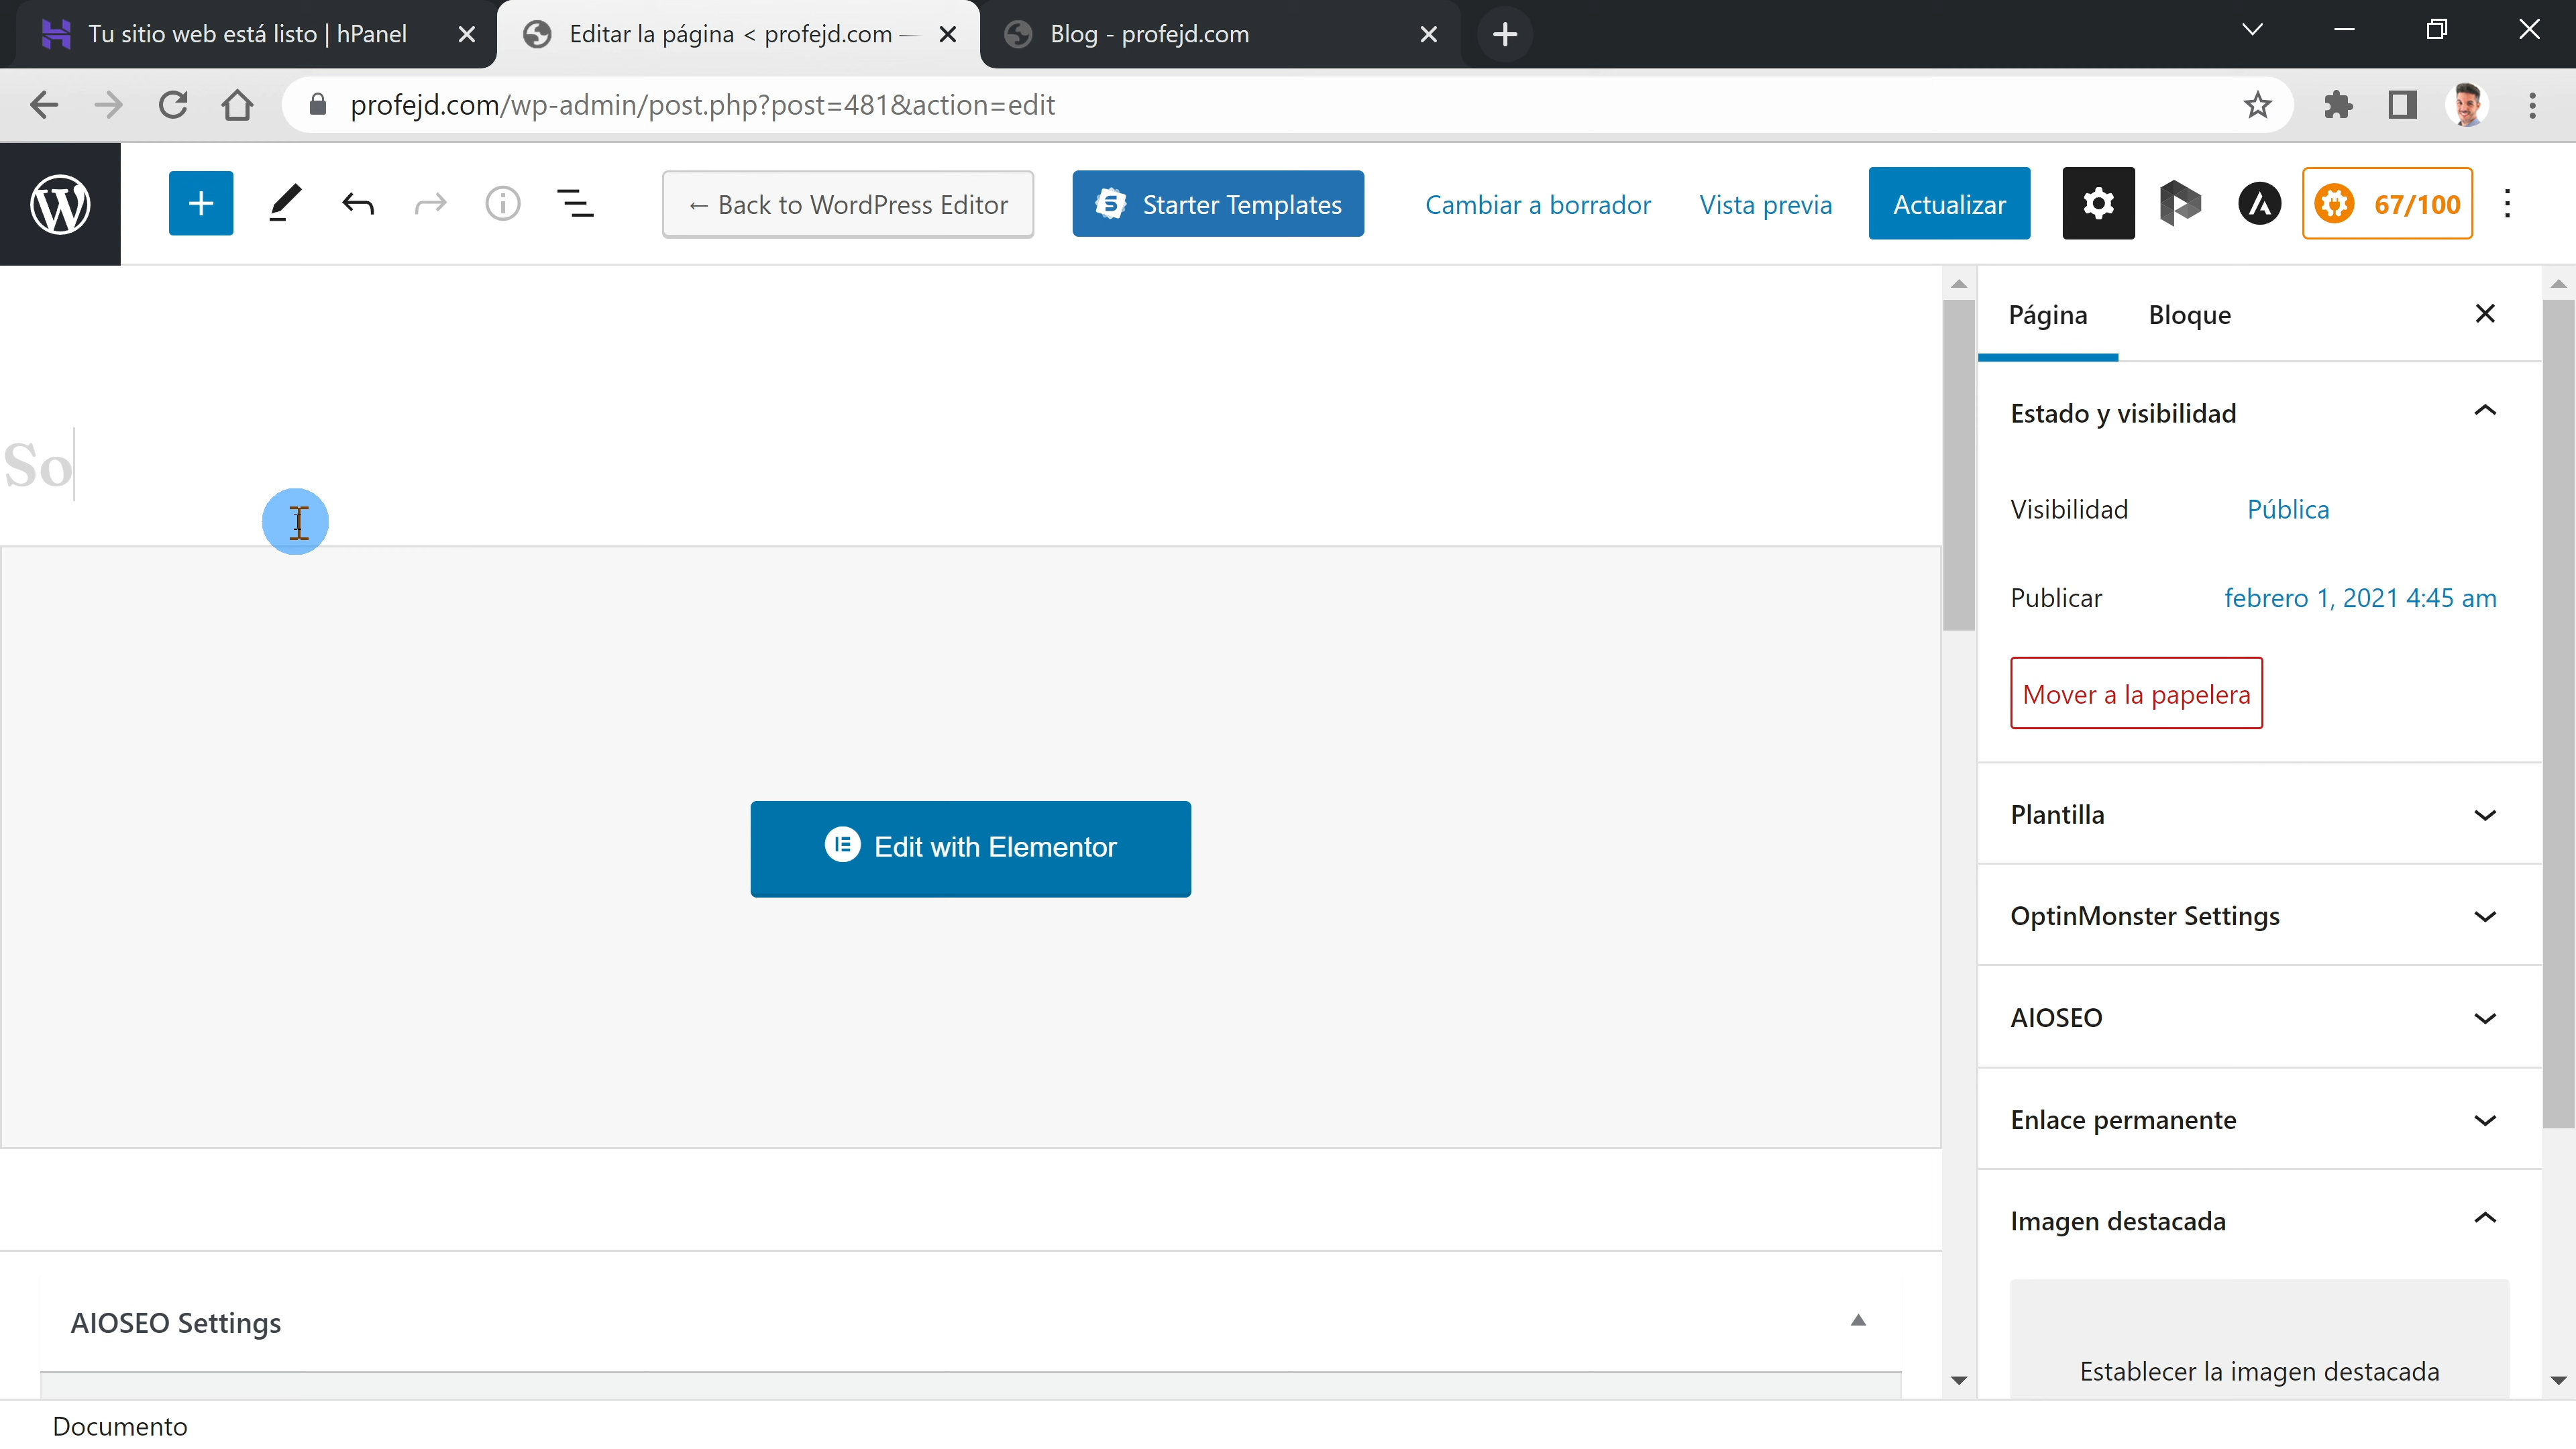 Tu sitio web está listo | hPanel
Editar la página < profejd.com —
Blog - profejd.com
profejd.com/wp-admin/post.php?post=481&action=edit
← Back to WordPress Editor
Starter Templates
Cambiar a borrador
Vista previa
Actualizar
67/100
So
Edit with Elementor
AIOSEO Settings
Documento
Página
Bloque
Estado y visibilidad
Visibilidad
Pública
Publicar
febrero 1, 2021 4:45 am
Mover a la papelera
Plantilla
OptinMonster Settings
AIOSEO
Enlace permanente
Imagen destacada
Establecer la imagen destacada